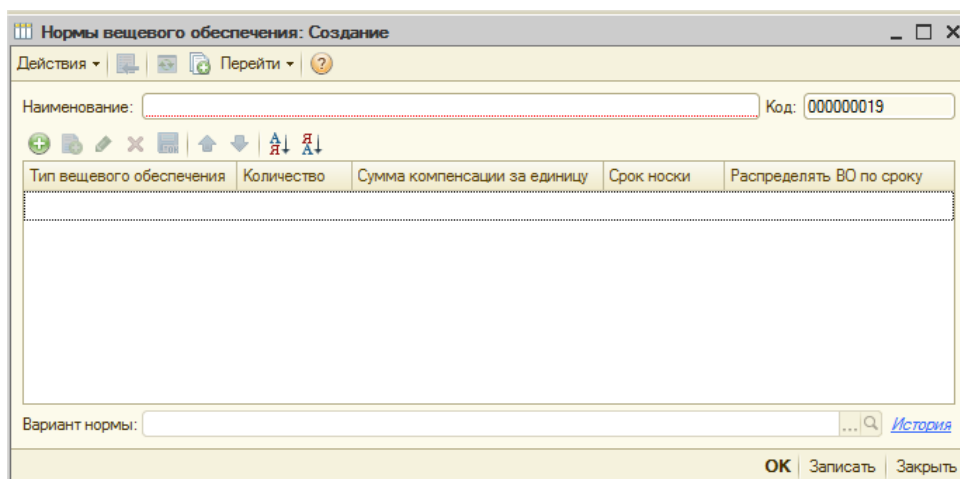 Нормы вещевого обеспечения: Создание
Действия Перейти
Наименование: Код: 000000019
Тип вещевого обеспечения Количество Сумма компенсации за единицу Срок носки Распределять ВО по сроку
Вариант нормы: ... История
ОК Записать Закрыть